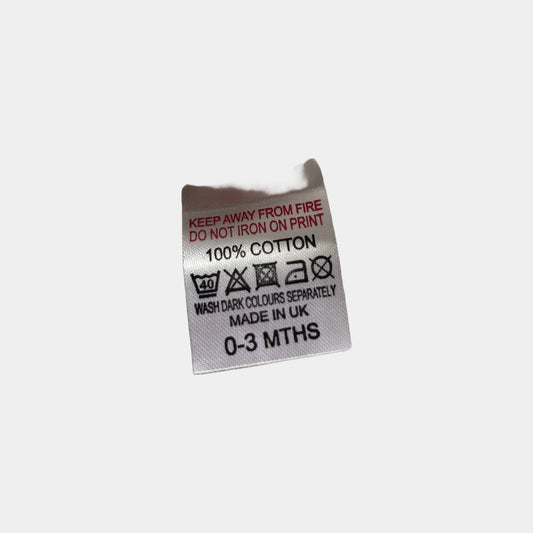 KEEP AWAY FROM FIRE
DO NOT IRON ON PRINT
100% COTTON
40
WASH DARK COLOURS SEPARATELY
MADE IN UK
0-3 MTHS